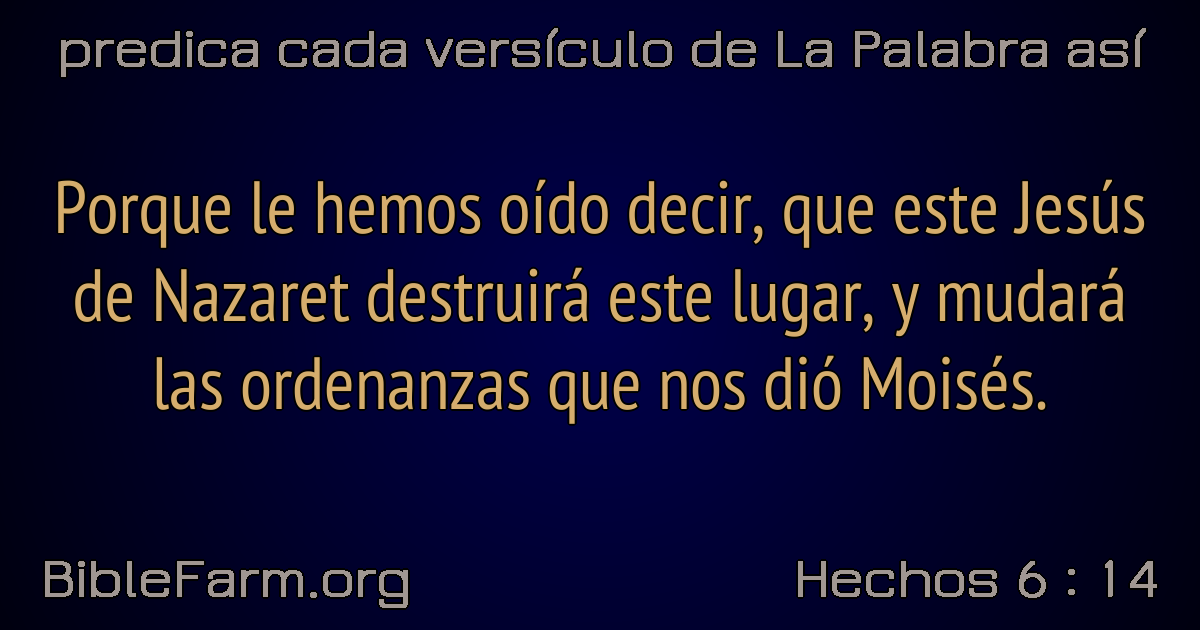 predica cada versículo de La Palabra así
Porque le hemos oído decir, que este Jesús
de Nazaret destruirá este lugar, y mudará
las ordenanzas que nos dió Moisés.
BibleFarm.org
Hechos 6 : 14